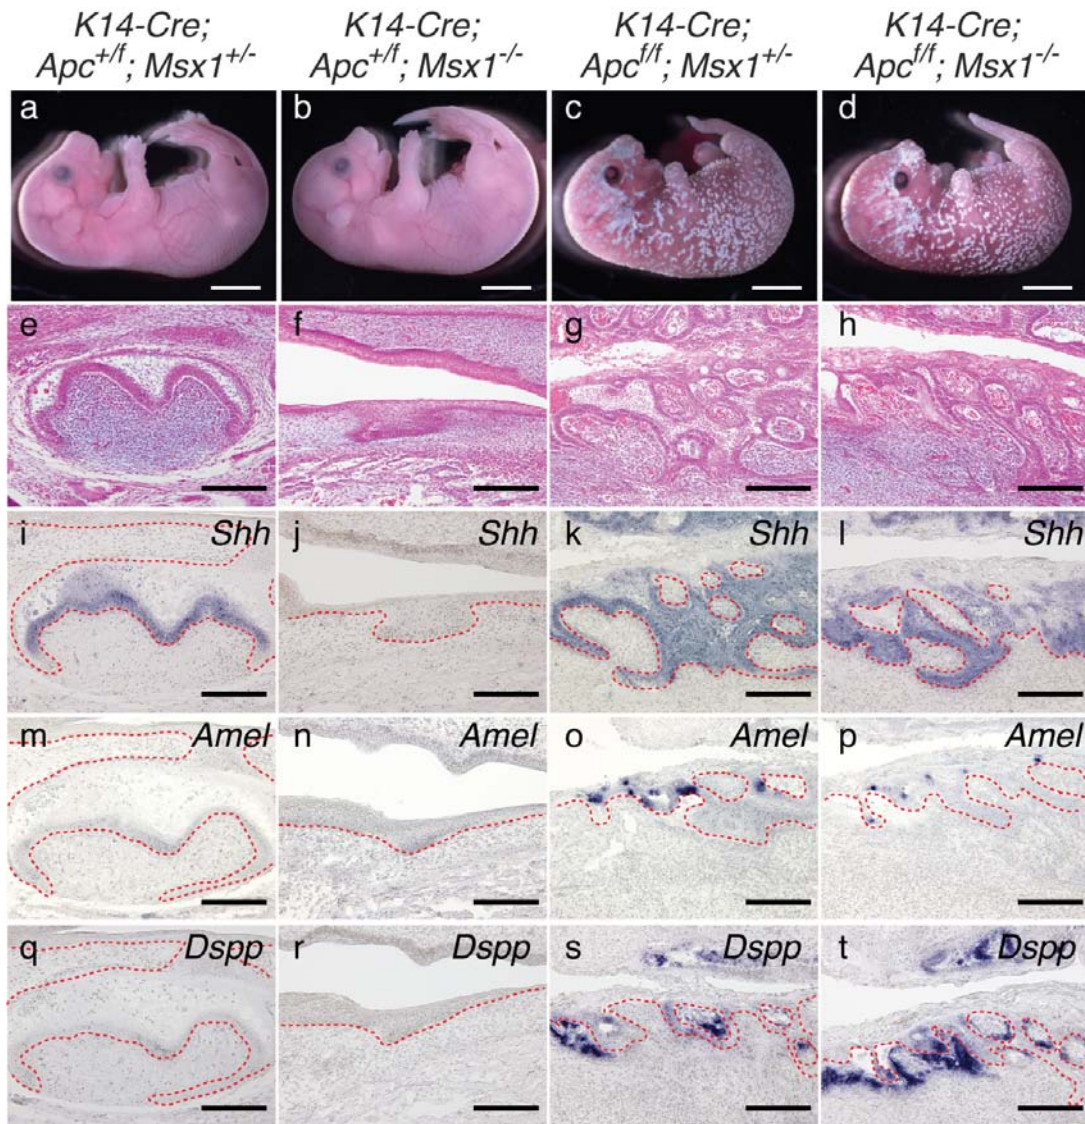 K14-Cre; K14-Cre; K14-Cre; K14-Cre;
Apc+/f; Msx1+/- Apc+/f; Msx1-/- Apcf/f; Msx1+/- Apcf/f; Msx1-/-
a b c d
e f g h
i Shh j Shh k Shh l Shh
m Amel n Amel o Amel p Amel
q Dspp r Dspp s Dspp t Dspp